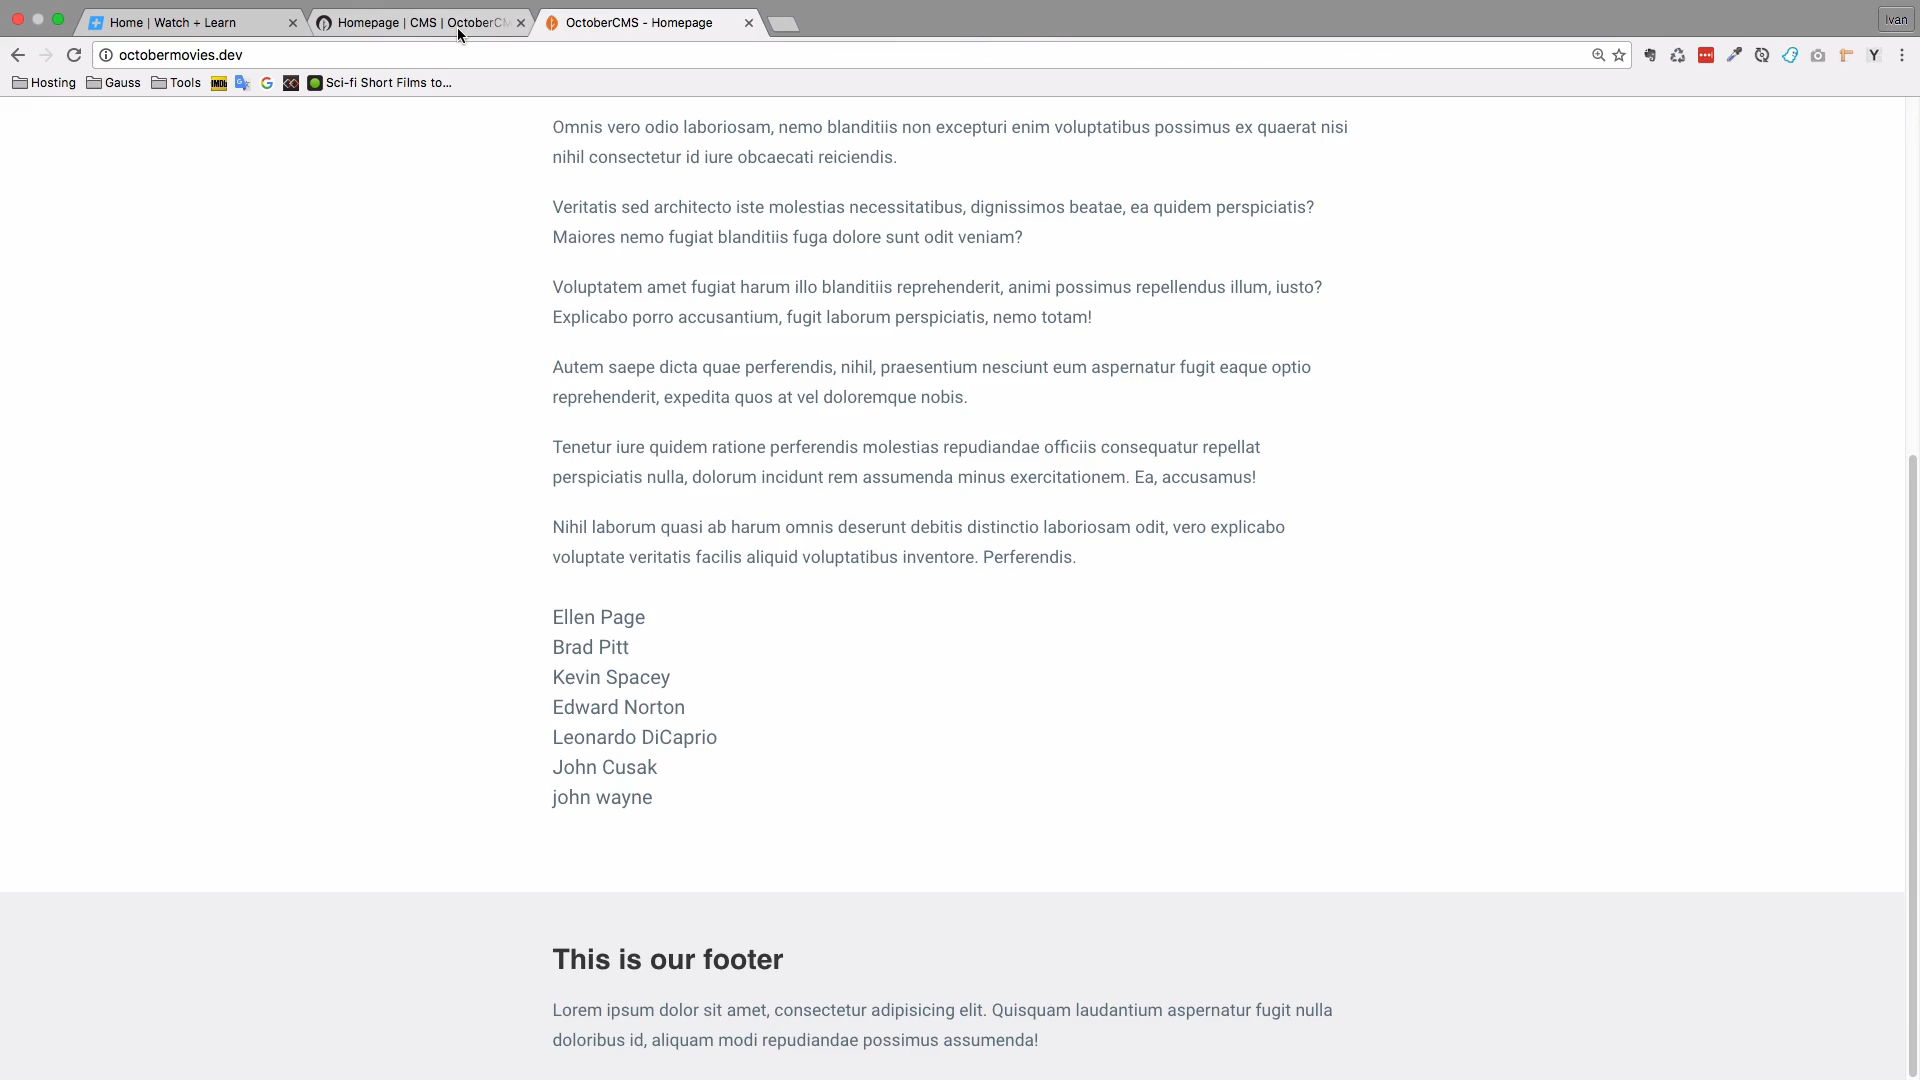 Home | Watch + Learn
Homepage | CMS | OctoberCM
OctoberCMS - Homepage
Ivan
octobermovies.dev
Hosting
Gauss
Tools
IMDb
Sci-fi Short Films to...
Omnis vero odio laboriosam, nemo blanditiis non excepturi enim voluptatibus possimus ex quaerat nisi
nihil consectetur id iure obcaecati reiciendis.
Veritatis sed architecto iste molestias necessitatibus, dignissimos beatae, ea quidem perspiciatis?
Maiores nemo fugiat blanditiis fuga dolore sunt odit veniam?
Voluptatem amet fugiat harum illo blanditiis reprehenderit, animi possimus repellendus illum, iusto?
Explicabo porro accusantium, fugit laborum perspiciatis, nemo totam!
Autem saepe dicta quae perferendis, nihil, praesentium nesciunt eum aspernatur fugit eaque optio
reprehenderit, expedita quos at vel doloremque nobis.
Tenetur iure quidem ratione perferendis molestias repudiandae officiis consequatur repellat
perspiciatis nulla, dolorum incidunt rem assumenda minus exercitationem. Ea, accusamus!
Nihil laborum quasi ab harum omnis deserunt debitis distinctio laboriosam odit, vero explicabo
voluptate veritatis facilis aliquid voluptatibus inventore. Perferendis.
Ellen Page
Brad Pitt
Kevin Spacey
Edward Norton
Leonardo DiCaprio
John Cusak
john wayne
This is our footer
Lorem ipsum dolor sit amet, consectetur adipisicing elit. Quisquam laudantium aspernatur fugit nulla
doloribus id, aliquam modi repudiandae possimus assumenda!